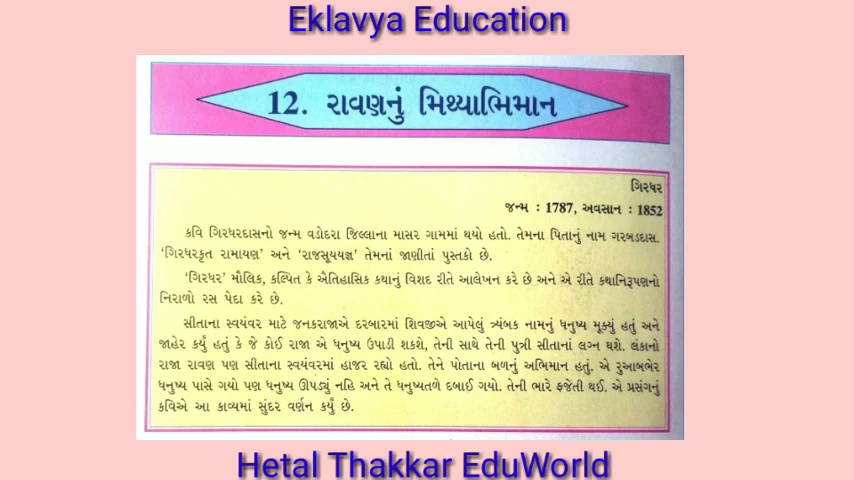 Eklavya Education
12. રાવણનું મિથ્યાભિમાન
ગિરધર
જન્મ : 1787, અવસાન : 1852
કવિ ગિરધરદાસનો જન્મ વડોદરા જિલ્લાના માસર ગામમાં થયો હતો. તેમના પિતાનું નામ ગરબડદાસ.
‘ગિરધરકૃત રામાયણ’ અને ‘રાજસૂયયજ્ઞ’ તેમનાં જાણીતાં પુસ્તકો છે.
‘ગિરધર’ મૌલિક, કલ્પિત કે ઐતિહાસિક કથાનું વિશદ રીતે આલેખન કરે છે અને એ રીતે કથાનિરૂપણનો
નિરાળો રસ પેદા કરે છે.
સીતાના સ્વયંવર માટે જનકરાજાએ દરબારમાં શિવજીએ આપેલું ત્ર્યંબક નામનું ધનુષ્ય મૂક્યું હતું અને
જાહેર કર્યું હતું કે જે કોઈ રાજા એ ધનુષ્ય ઉપાડી શકશે, તેની સાથે તેની પુત્રી સીતાનાં લગ્ન થશે. લંકાનો
રાજા રાવણ પણ સીતાના સ્વયંવરમાં હાજર રહ્યો હતો. તેને પોતાના બળનું અભિમાન હતું. એ રુઆબભેર
ધનુષ્ય પાસે ગયો પણ ધનુષ્ય ઊપડ્યું નહિ અને તે ધનુષ્યતળે દબાઈ ગયો. તેની ભારે ફજેતી થઈ. એ પ્રસંગનું
કવિએ આ કાવ્યમાં સુંદર વર્ણન કર્યું છે.
Hetal Thakkar EduWorld